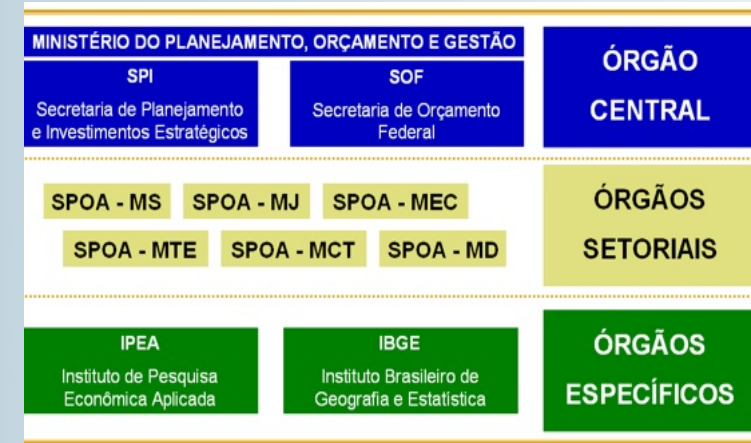 MINISTÉRIO DO PLANEJAMENTO, ORÇAMENTO E GESTÃO
SPI
Secretaria de Planejamento
e Investimentos Estratégicos
SOF
Secretaria de Orçamento
Federal
ÓRGÃO
CENTRAL
SPOA - MS
SPOA - MJ
SPOA - MEC
SPOA - MTE
SPOA - MCT
SPOA - MD
ÓRGÃOS
SETORIAIS
IPEA
Instituto de Pesquisa
Econômica Aplicada
IBGE
Instituto Brasileiro de
Geografia e Estatística
ÓRGÃOS
ESPECÍFICOS